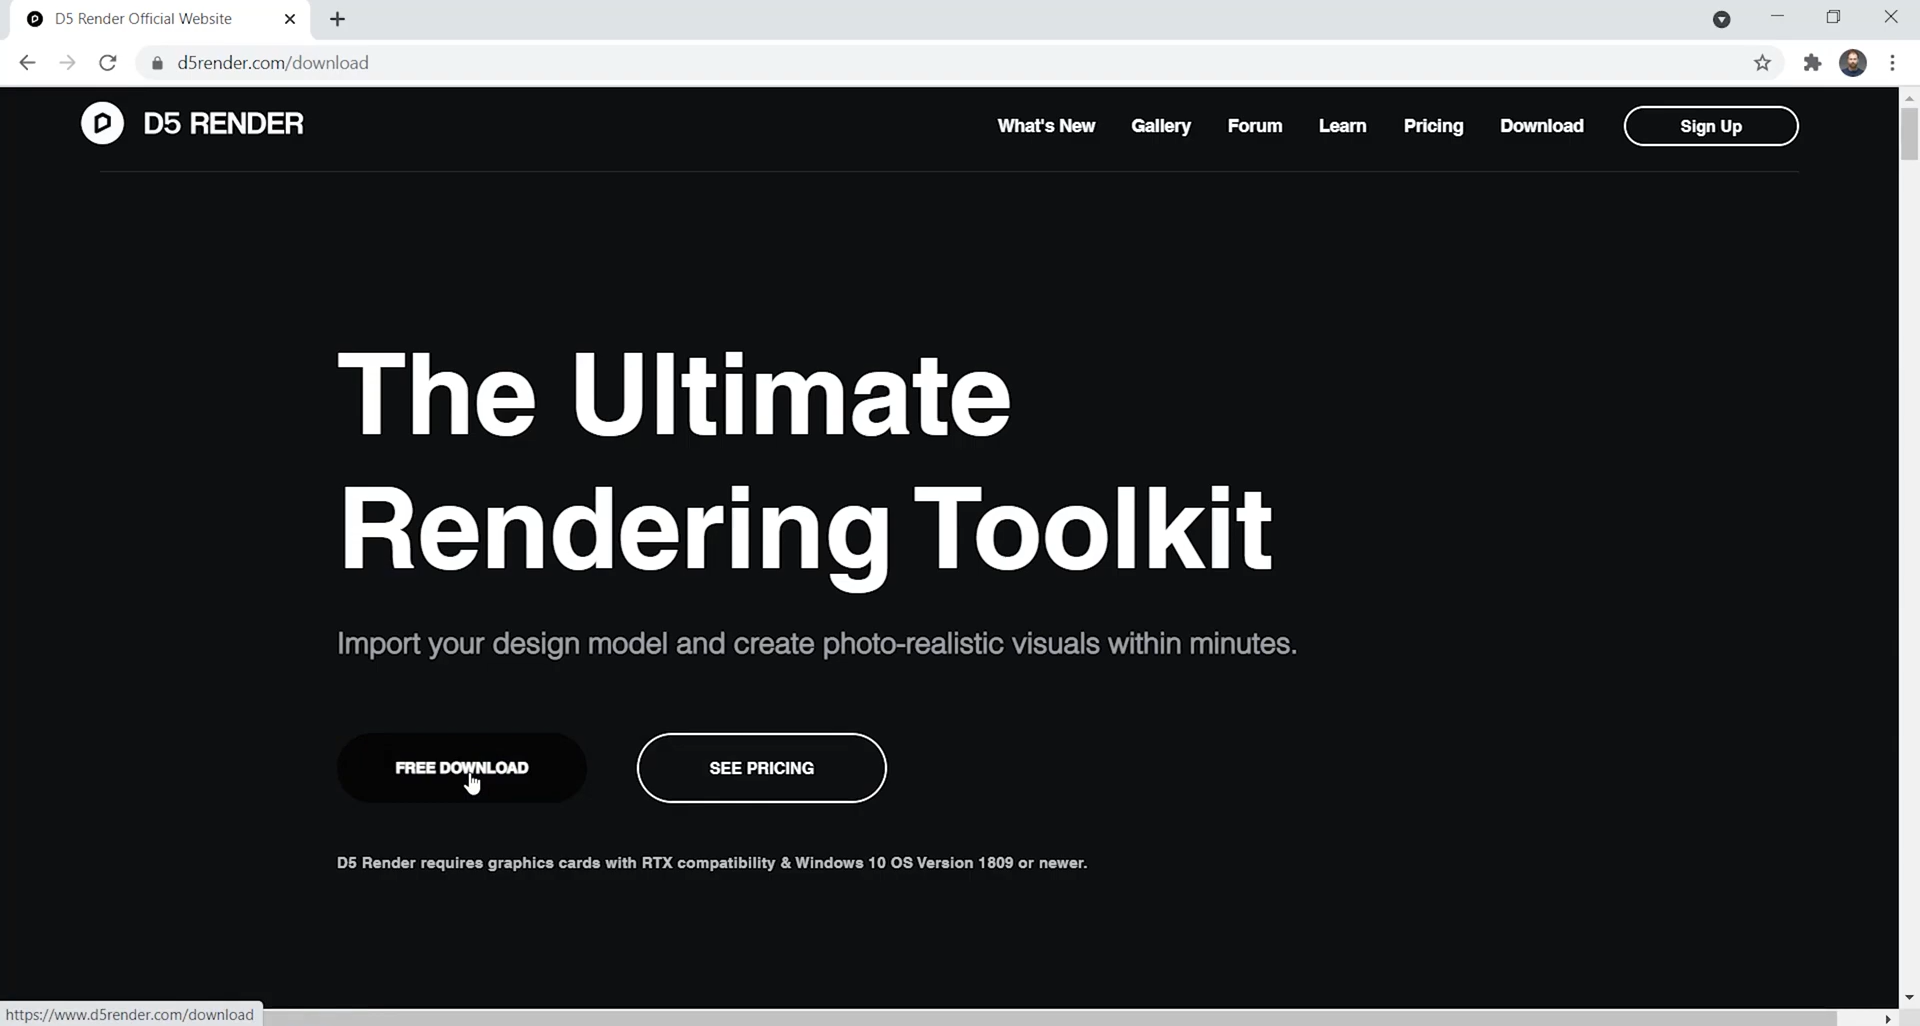 D5 Render Official Website
d5render.com/download
D5 RENDER
What's New
Gallery
Forum
Learn
Pricing
Download
Sign Up
The Ultimate
Rendering Toolkit
Import your design model and create photo-realistic visuals within minutes.
FREE DOWNLOAD
SEE PRICING
D5 Render requires graphics cards with RTX compatibility & Windows 10 OS Version 1809 or newer.
https://www.d5render.com/download